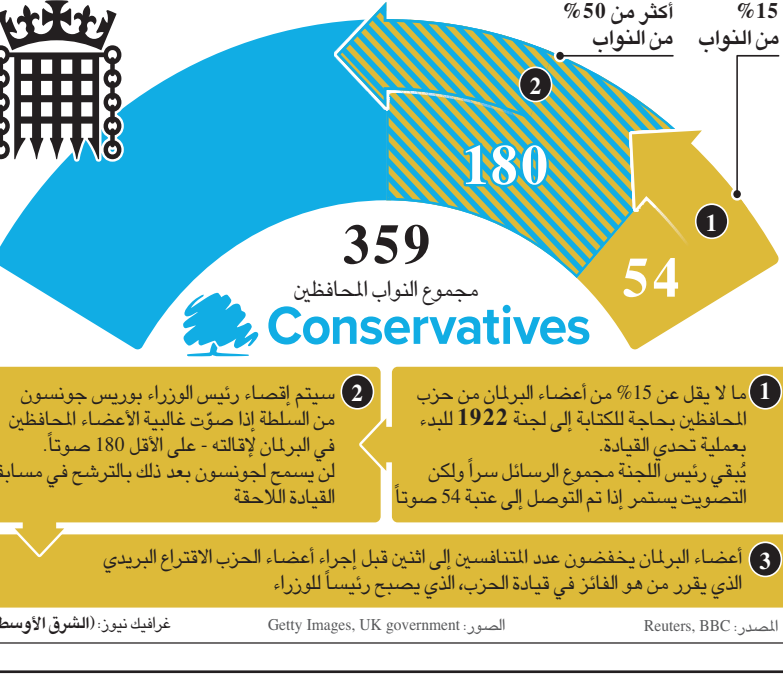 %15
من النواب
أكثر من 50%
من النواب
2
180
1
54
359
مجموع النواب المحافظين
Conservatives
1 ما لا يقل عن 15% من أعضاء البرلمان من حزب
المحافظين بحاجة للكتابة إلى لجنة 1922 للبدء
بعملية تحدي القيادة.
يُبقي رئيس اللجنة مجموع الرسائل سراً ولكن
التصويت يستمر إذا تم التوصل إلى عتبة 54 صوتاً
2 سيتم إقصاء رئيس الوزراء بوريس جونسون
من السلطة إذا صوّت غالبية الأعضاء المحافظين
في البرلمان لإقالته - على الأقل 180 صوتاً.
لن يسمح لجونسون بعد ذلك بالترشح في
القيادة اللاحقة
3 أعضاء البرلمان يخفضون عدد المتنافسين إلى اثنين قبل إجراء أعضاء الحزب الاقتراع البريدي
الذي يقرر من هو الفائز في قيادة الحزب، الذي يصبح رئيساً للوزراء
المصدر: Reuters, BBC
الصور: Getty Images, UK government
غرافيك نيوز: (الشرق الأوسط